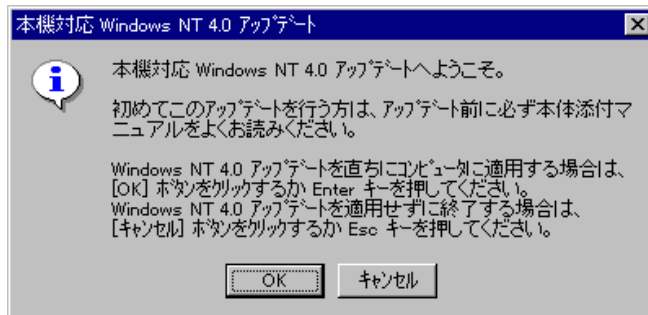 本機対応 Windows NT 4.0 ｱｯﾌﾟﾃﾞｰﾄ
本機対応 Windows NT 4.0 ｱｯﾌﾟﾃﾞｰﾄへようこそ。
初めてこのｱｯﾌﾟﾃﾞｰﾄを行う方は、ｱｯﾌﾟﾃﾞｰﾄ前に必ず本体添付マ
ニュアルをよくお読みください。
Windows NT 4.0 ｱｯﾌﾟﾃﾞｰﾄを直ちにｺﾝﾋﾟｭｰﾀに適用する場合は、
[OK] ﾎﾞﾀﾝをｸﾘｯｸするか Enter キーを押してください。
Windows NT 4.0 ｱｯﾌﾟﾃﾞｰﾄを適用せずに終了する場合は、
[ｷｬﾝｾﾙ] ﾎﾞﾀﾝをｸﾘｯｸするか Esc キーを押してください。
OK ｷｬﾝｾﾙ